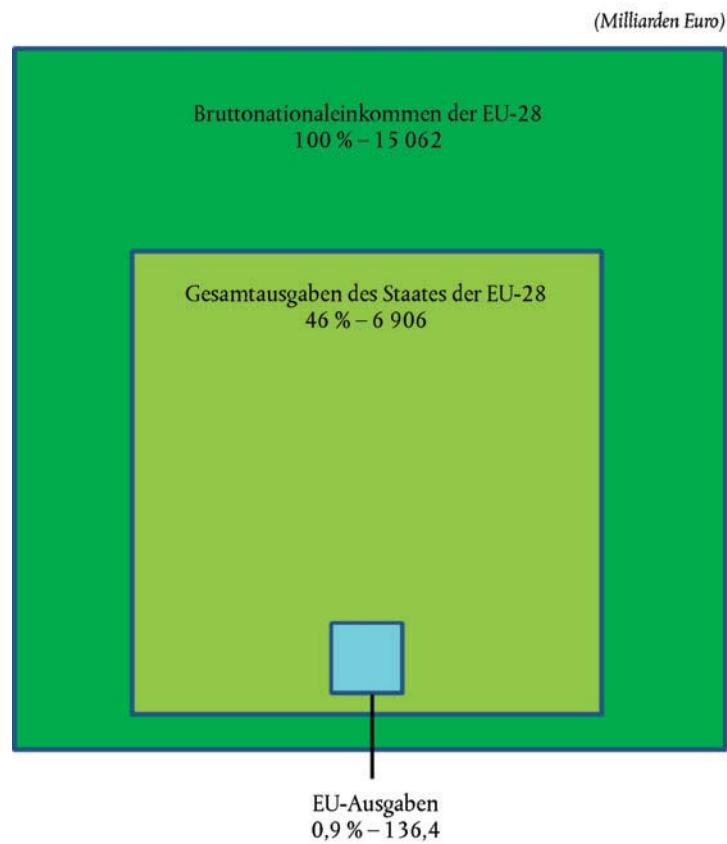 (Milliarden Euro)
Bruttonationaleinkommen der EU-28
100 % – 15 062
Gesamtausgaben des Staates der EU-28
46 % – 6 906
EU-Ausgaben
0,9 % – 136,4